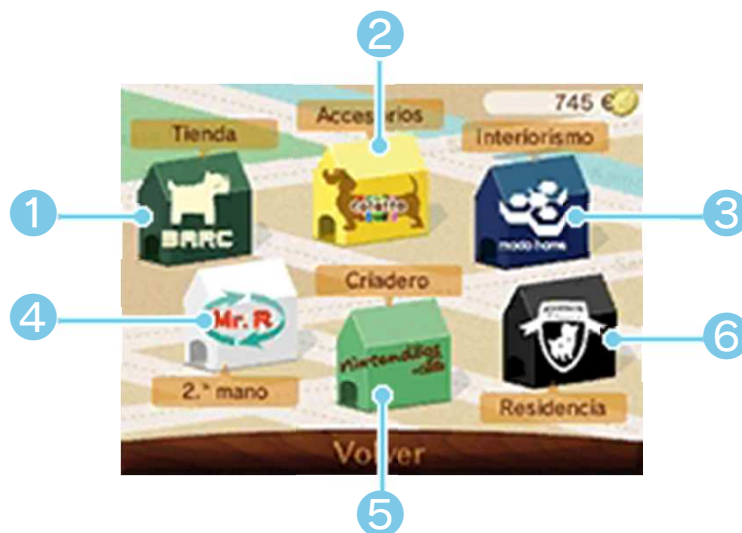 2
745 €
Accesorios
Tienda
Interiorismo
1
BARC
3
modo home
Criadero
4
Mr. R
6
Nintendillos
2.ª mano
Residencia
Volver
5